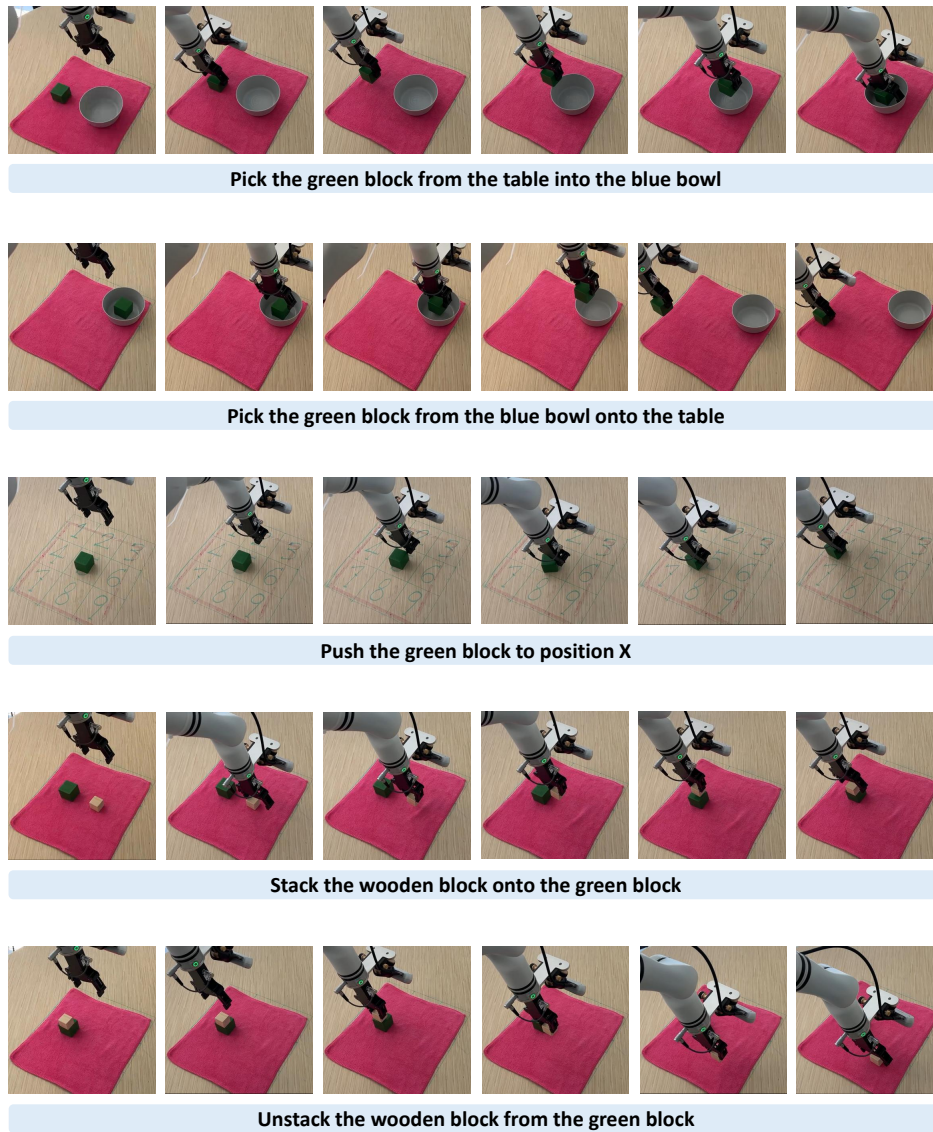 Pick the green block from the table into the blue bowl
Pick the green block from the blue bowl onto the table
Push the green block to position X
Stack the wooden block onto the green block
Unstack the wooden block from the green block